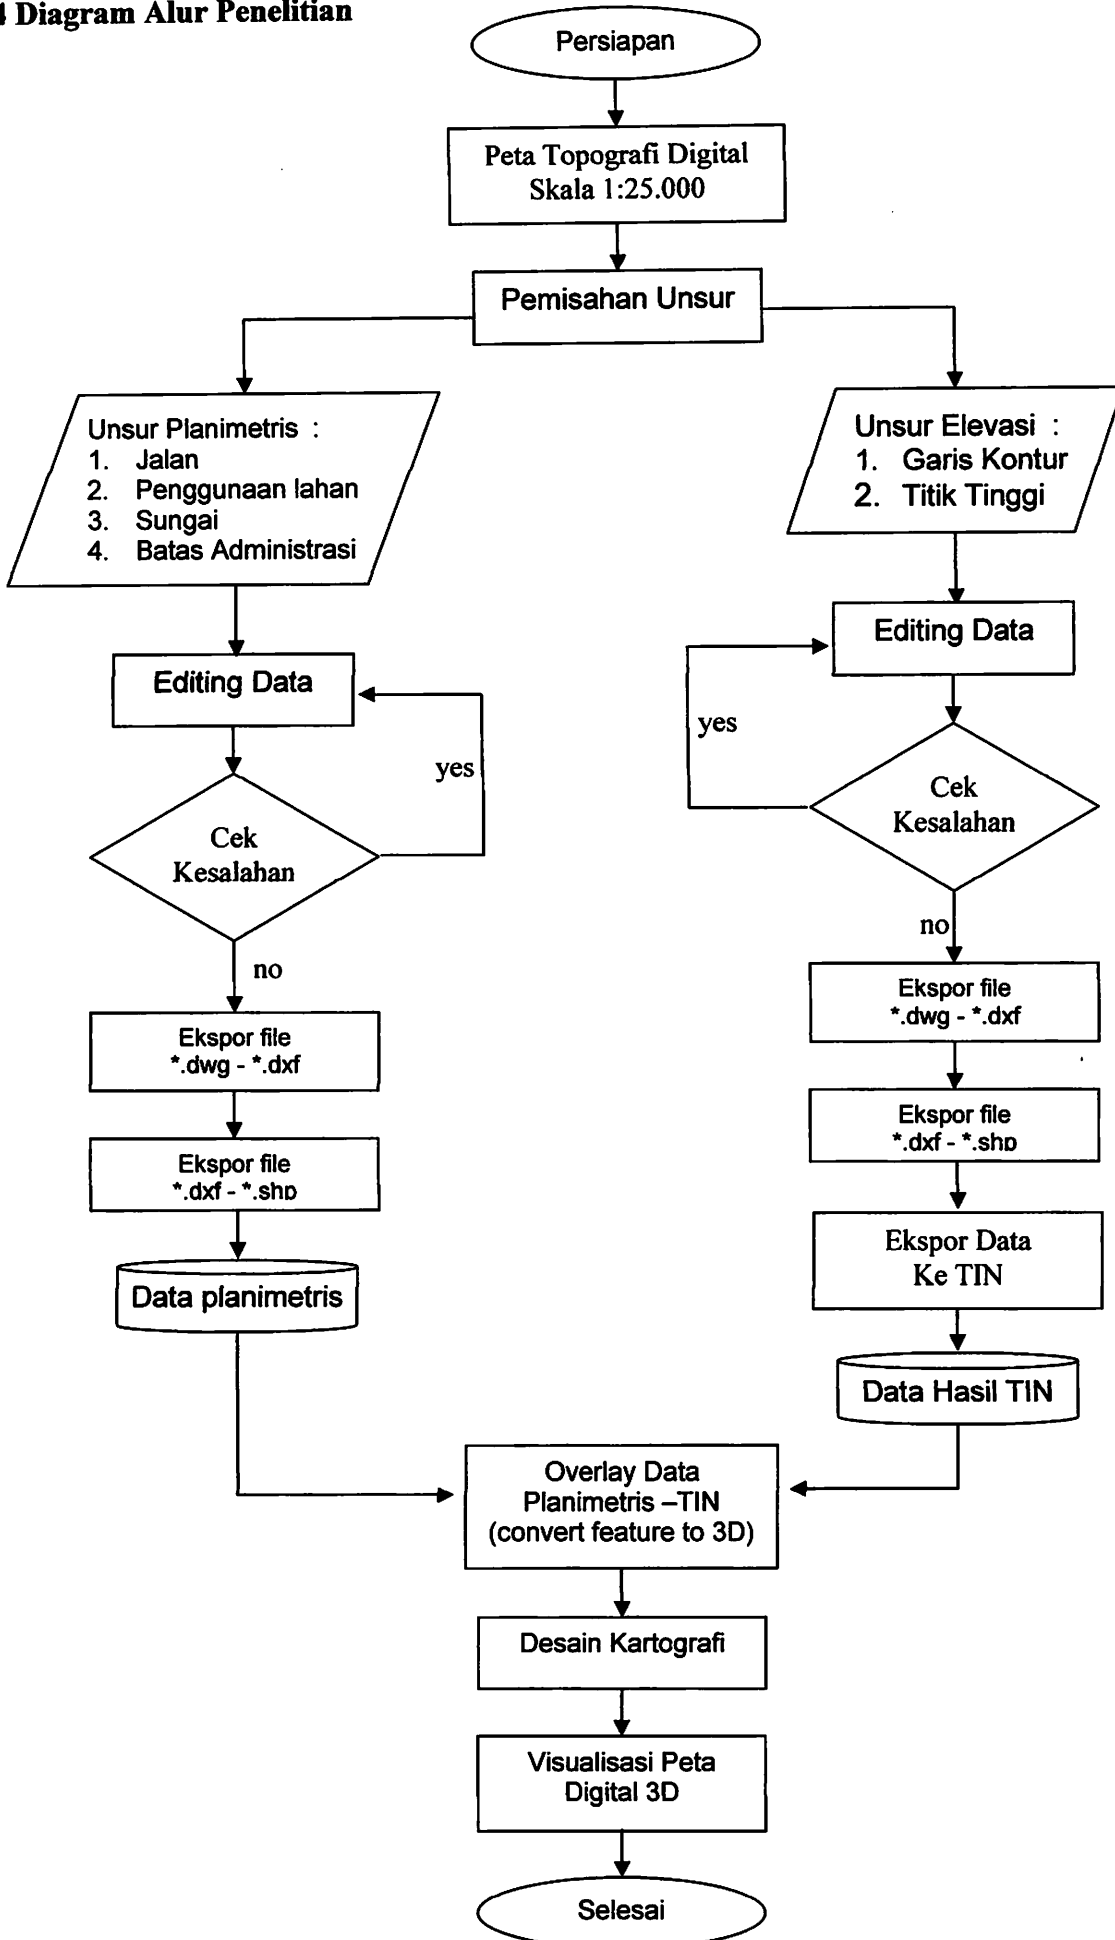 4 Diagram Alur Penelitian
Persiapan
Peta Topografi Digital
Skala 1:25.000
Pemisahan Unsur
Unsur Planimetris :
1. Jalan
2. Penggunaan lahan
3. Sungai
4. Batas Administrasi
Editing Data
yes
Cek
Kesalahan
no
Ekspor file
*.dwg - *.dxf
Ekspor file
*.dxf - *.shp
Data planimetris
Unsur Elevasi :
1. Garis Kontur
2. Titik Tinggi
Editing Data
yes
Cek
Kesalahan
no
Ekspor file
*.dwg - *.dxf
Ekspor file
*.dxf - *.shp
Ekspor Data
Ke TIN
Data Hasil TIN
Overlay Data
Planimetris –TIN
(convert feature to 3D)
Desain Kartografi
Visualisasi Peta
Digital 3D
Selesai